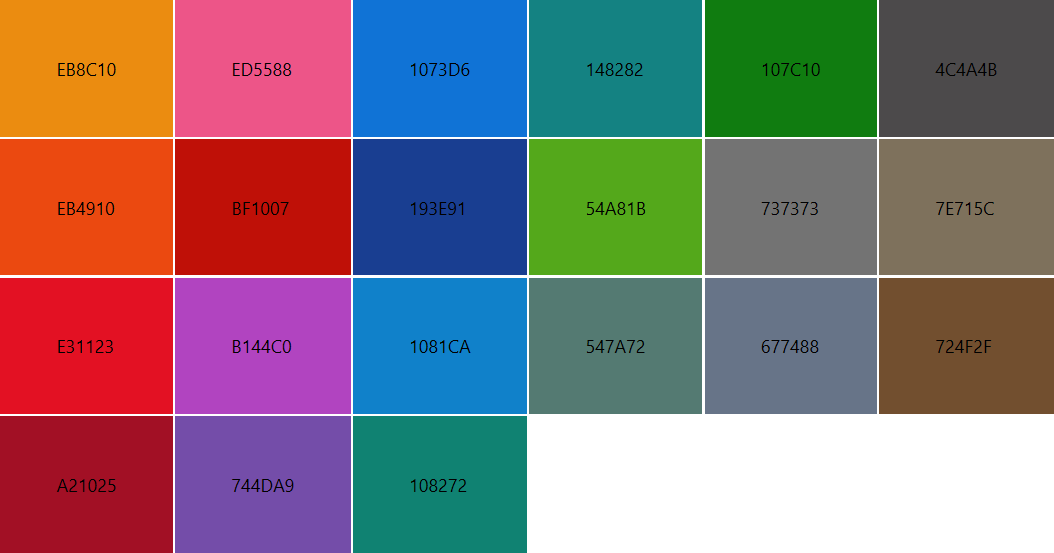 EB8C10 ED5588 1073D6 148282 107C10 4C4A4B
EB4910 BF1007 193E91 54A81B 737373 7E715C
E31123 B144C0 1081CA 547A72 677488 724F2F
A21025 744DA9 108272